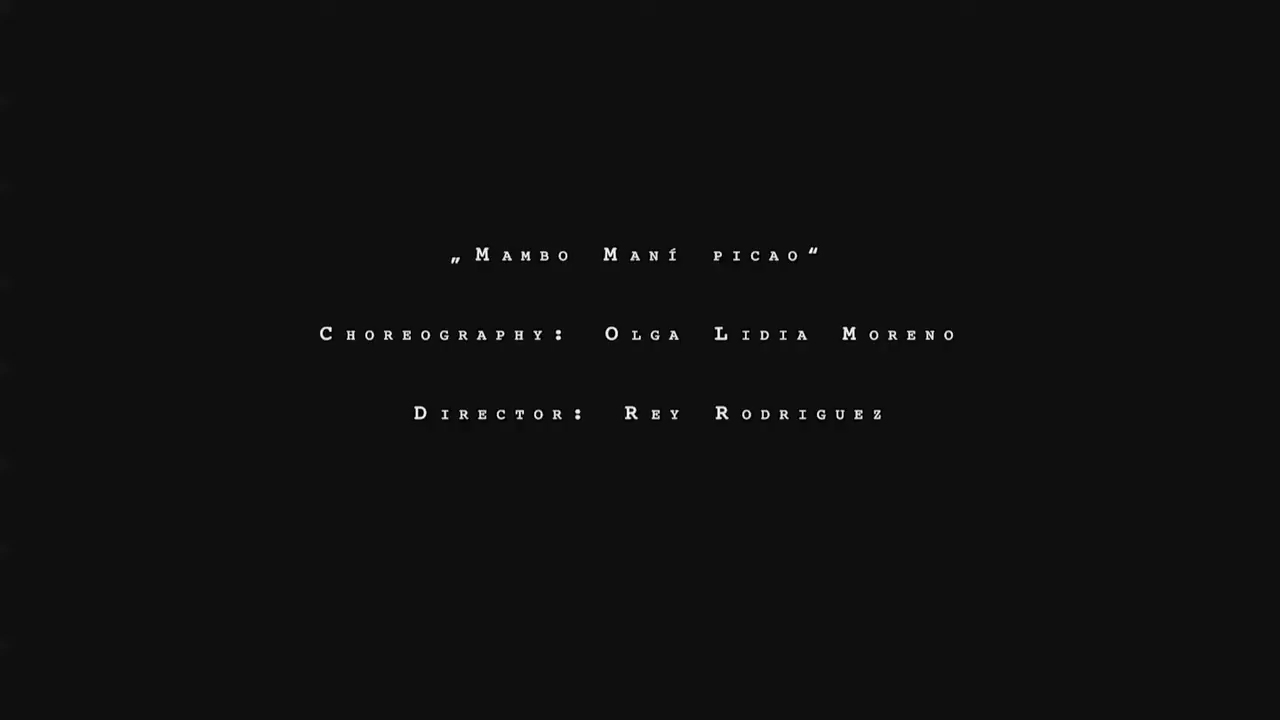 „Mambo Maní picao“
Choreography: Olga Lidia Moreno
Director: Rey Rodriguez